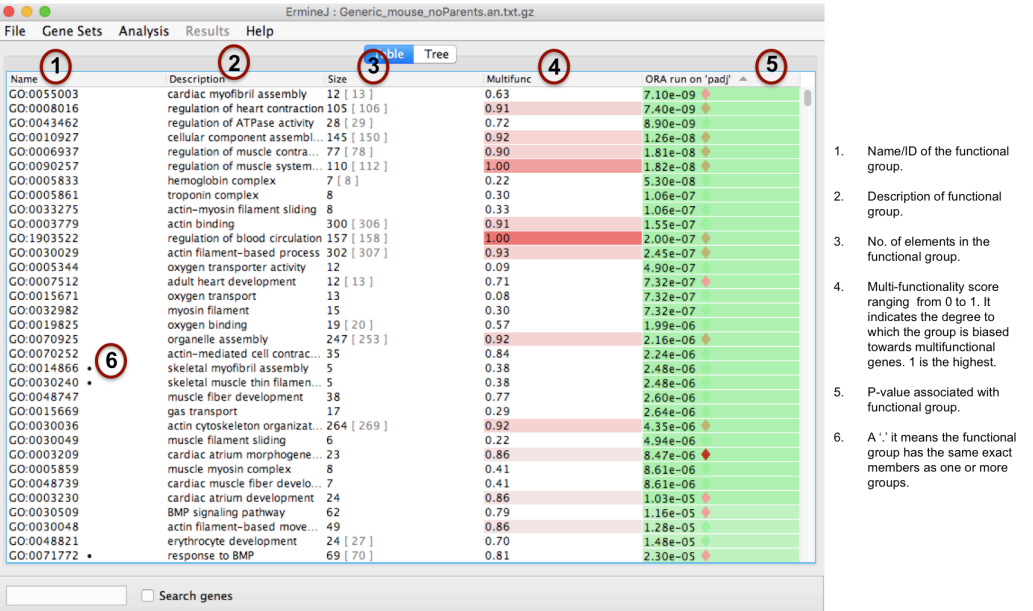 ErmineJ : Generic_mouse_noParents.an.txt.gz
File Gene Sets Analysis Results Help
Tree
1 2 3 4 5
Name Description Size Multifunc ORA run on 'padj'
GO:0055003 cardiac myofibril assembly 12 [ 13 ] 0.63 7.10e-09
GO:0008016 regulation of heart contraction 105 [ 106 ] 0.91 7.40e-09
GO:0043462 regulation of ATPase activity 28 [ 29 ] 0.72 8.90e-09
GO:0010927 cellular component assembl... 145 [ 150 ] 0.92 1.26e-08
GO:0006937 regulation of muscle contra... 77 [ 78 ] 0.90 1.81e-08
GO:0090257 regulation of muscle system... 110 [ 112 ] 1.00 1.82e-08
GO:0005833 hemoglobin complex 7 [ 8 ] 0.22 5.30e-08
GO:0005861 troponin complex 8 0.30 1.06e-07
GO:0033275 actin-myosin filament sliding 8 0.33 1.06e-07
GO:0003779 actin binding 300 [ 306 ] 0.91 1.55e-07
GO:1903522 regulation of blood circulation 157 [ 158 ] 1.00 2.00e-07
GO:0030029 actin filament-based process 302 [ 307 ] 0.93 2.45e-07
GO:0005344 oxygen transporter activity 12 0.09 4.90e-07
GO:0007512 adult heart development 12 [ 13 ] 0.71 7.32e-07
GO:0015671 oxygen transport 13 0.08 7.32e-07
GO:0032982 myosin filament 15 0.30 7.32e-07
GO:0019825 oxygen binding 19 [ 20 ] 0.57 1.99e-06
GO:0070925 organelle assembly 247 [ 253 ] 0.92 2.16e-06
GO:0070252 actin-mediated cell contrac... 35 0.84 2.24e-06
6
GO:0014866 • skeletal myofibril assembly 5 0.38 2.48e-06
GO:0030240 • skeletal muscle thin filamen... 5 0.38 2.48e-06
GO:0048747 muscle fiber development 38 0.77 2.60e-06
GO:0015669 gas transport 17 0.29 2.64e-06
GO:0030036 actin cytoskeleton organizat... 264 [ 269 ] 0.92 4.35e-06
GO:0030049 muscle filament sliding 6 0.22 4.94e-06
GO:0003209 cardiac atrium morphogene... 23 0.86 8.47e-06
GO:0005859 muscle myosin complex 8 0.41 8.61e-06
GO:0048739 cardiac muscle fiber develo... 7 0.41 8.61e-06
GO:0003230 cardiac atrium development 24 0.86 1.03e-05
GO:0030509 BMP signaling pathway 62 0.79 1.16e-05
GO:0030048 actin filament-based move... 49 0.86 1.28e-05
GO:0048821 erythrocyte development 24 [ 27 ] 0.70 1.48e-05
GO:0071772 • response to BMP 69 [ 70 ] 0.81 2.30e-05
Search genes
1. Name/ID of the functional
group.
2. Description of functional
group.
3. No. of elements in the
functional group.
4. Multi-functionality score
ranging from 0 to 1. It
indicates the degree to
which the group is biased
towards multifunctional
genes. 1 is the highest.
5. P-value associated with
functional group.
6. A ‘.’ it means the functional
group has the same exact
members as one or more
groups.